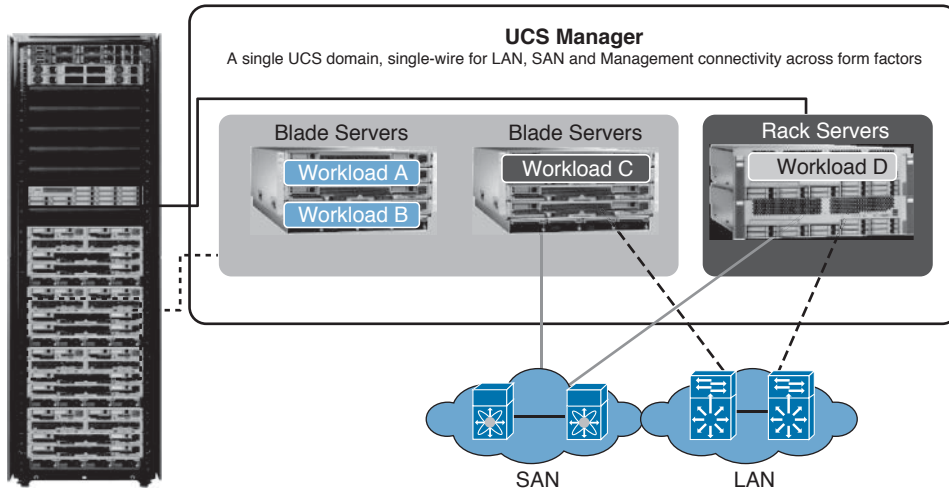 UCS Manager
A single UCS domain, single-wire for LAN, SAN and Management connectivity across form factors
Blade Servers
Blade Servers
Rack Servers
Workload A
Workload C
Workload D
Workload B
SAN
LAN